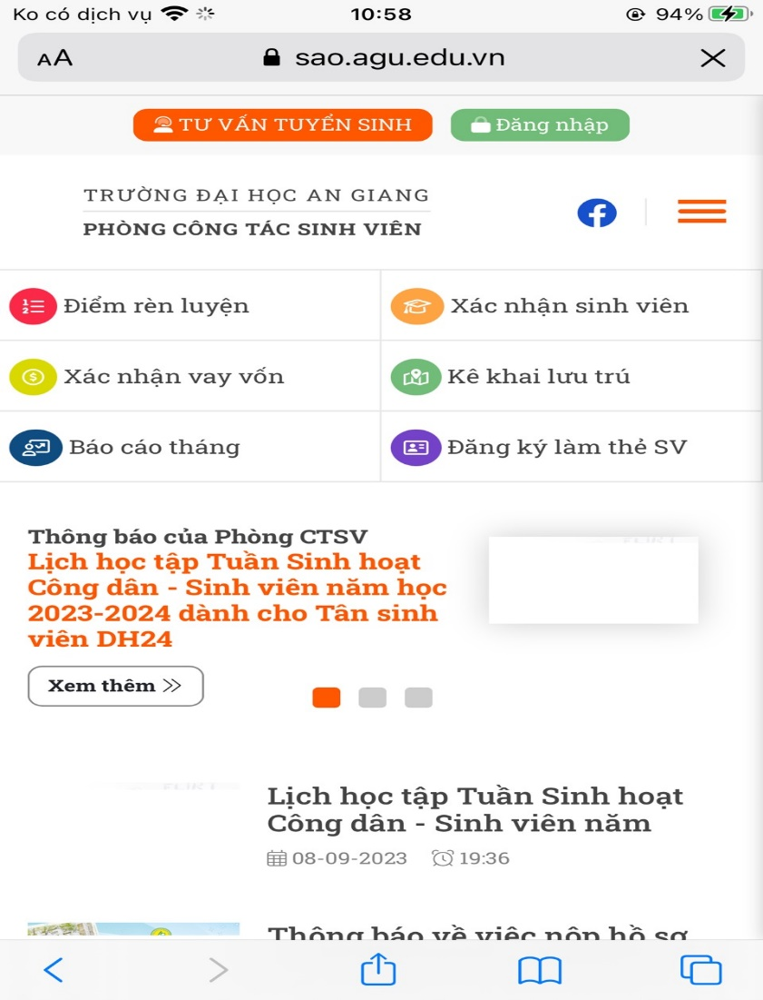 Ko có dịch vụ 10:58 94%
AA sao.agu.edu.vn
TƯ VẤN TUYỂN SINH Đăng nhập
TRƯỜNG ĐẠI HỌC AN GIANG
PHÒNG CÔNG TÁC SINH VIÊN
Điểm rèn luyện Xác nhận sinh viên
Xác nhận vay vốn Kê khai lưu trú
Báo cáo tháng Đăng ký làm thẻ SV
Thông báo của Phòng CTSV
Lịch học tập Tuần Sinh hoạt
Công dân - Sinh viên năm học
2023-2024 dành cho Tân sinh
viên DH24
Xem thêm
Lịch học tập Tuần Sinh hoạt
Công dân - Sinh viên năm
08-09-2023 19:36
Thông báo về việc nộp hồ sơ